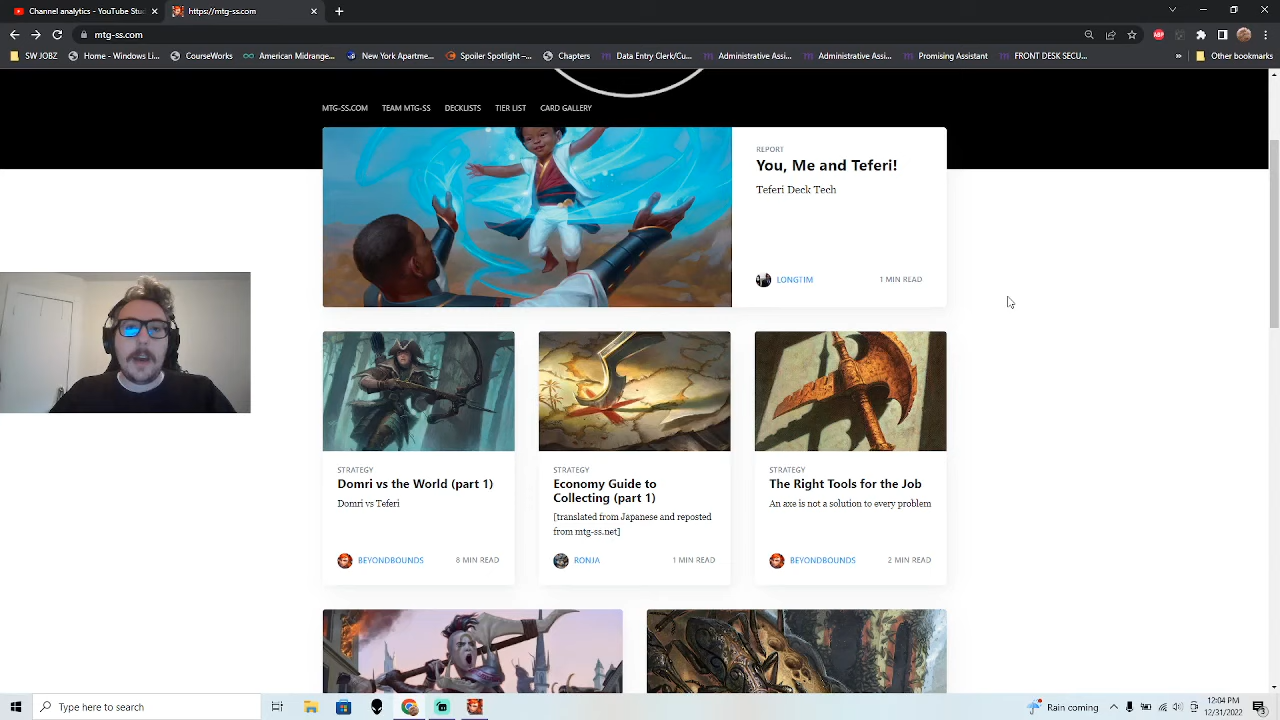 Channel analytics - YouTube Stu
https://mtg-ss.com
mtg-ss.com
SW JOBZ
Home - Windows Li...
CourseWorks
American Midrange...
New York Apartmen...
Spoiler Spotlight -...
Chapters
Data Entry Clerk/Cu...
Administrative Assi...
Administrative Assi...
Promising Assistant
FRONT DESK SECU...
Other bookmarks
MTG-SS.COM
TEAM MTG-SS
DECKLISTS
TIER LIST
CARD GALLERY
REPORT
You, Me and Teferi!
Teferi Deck Tech
LONGTIM
1 MIN READ
STRATEGY
Domri vs the World (part 1)
Domri vs Teferi
BEYONDBOUNDS
8 MIN READ
STRATEGY
Economy Guide to
Collecting (part 1)
[translated from Japanese and reposted
from mtg-ss.net]
RONJA
1 MIN READ
STRATEGY
The Right Tools for the Job
An axe is not a solution to every problem
BEYONDBOUNDS
2 MIN READ
Type here to search
Rain coming
12:04 PM
12/31/2022